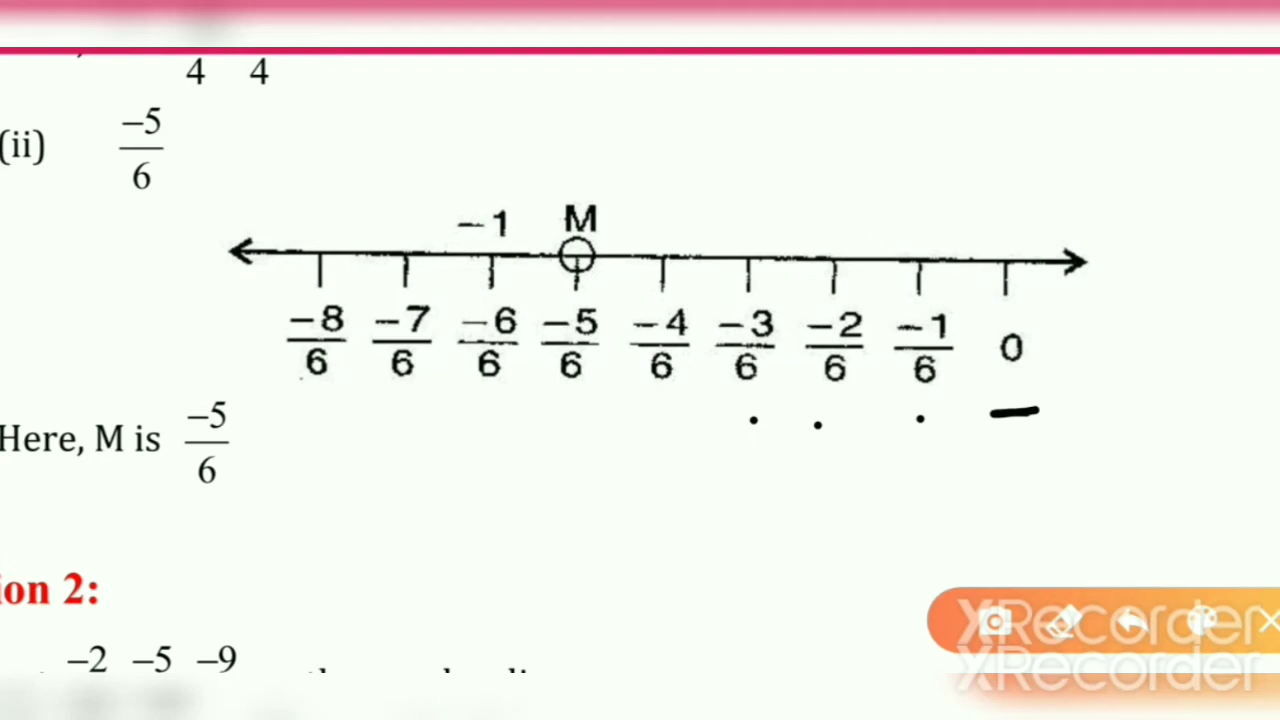 4 4
(ii) −5/6
−1 M
−8/6 −7/6 −6/6 −5/6 −4/6 −3/6 −2/6 −1/6 0
Here, M is −5/6
ion 2:
−2 −5 −9
XRecorder
XRecorder